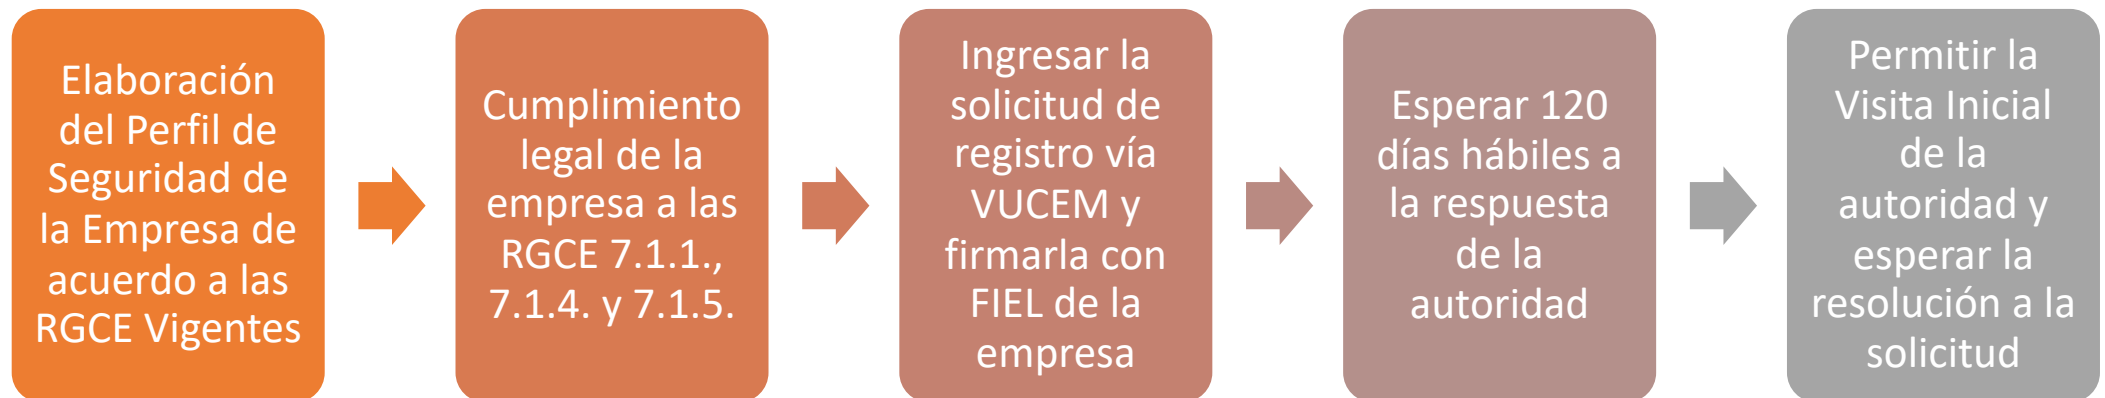 Elaboración
del Perfil de
Seguridad de
la Empresa de
acuerdo a las
RGCE Vigentes
Cumplimiento
legal de la
empresa a las
RGCE 7.1.1.,
7.1.4. y 7.1.5.
Ingresar la
solicitud de
registro vía
VUCEM y
firmarla con
FIEL de la
empresa
Esperar 120
días hábiles a
la respuesta
de la
autoridad
Permitir la
Visita Inicial
de la
autoridad y
esperar la
resolución a la
solicitud